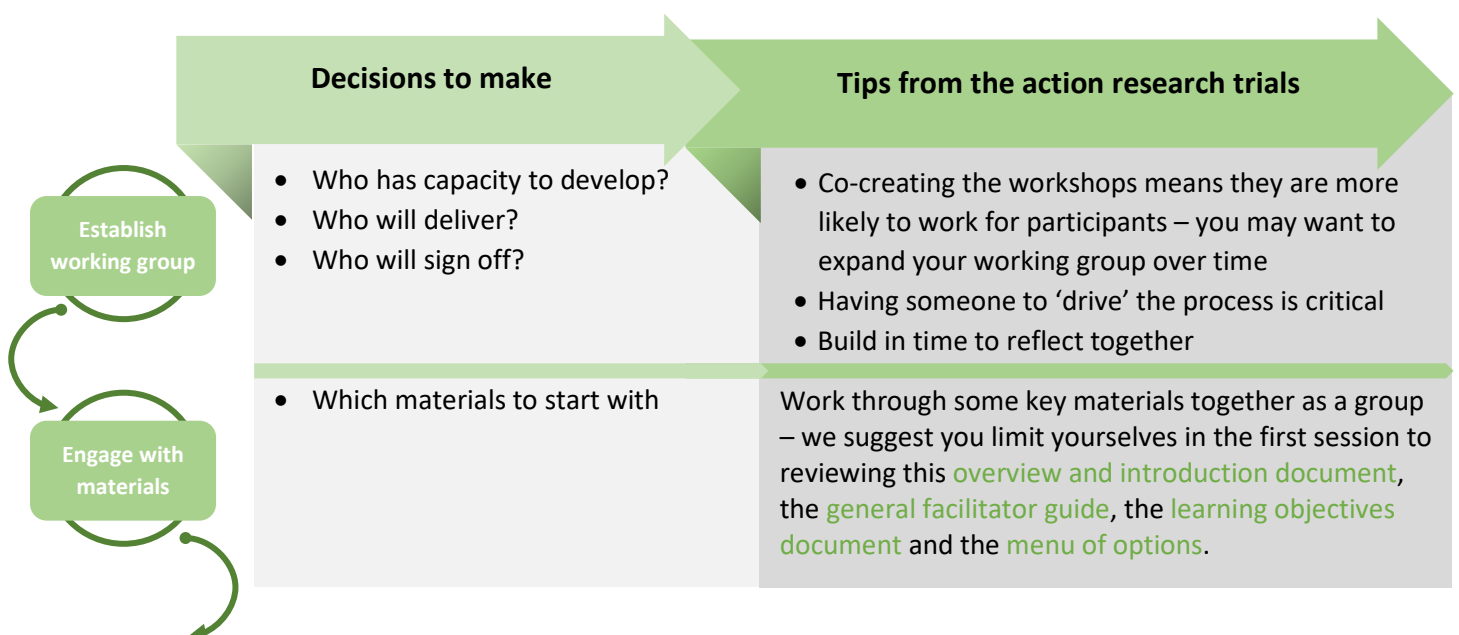 Decisions to make
Tips from the action research trials
Establish
working group
• Who has capacity to develop?
• Who will deliver?
• Who will sign off?
• Co-creating the workshops means they are more
likely to work for participants – you may want to
expand your working group over time
• Having someone to ‘drive’ the process is critical
• Build in time to reflect together
Engage with
materials
• Which materials to start with
Work through some key materials together as a group
– we suggest you limit yourselves in the first session to
reviewing this overview and introduction document,
the general facilitator guide, the learning objectives
document and the menu of options.